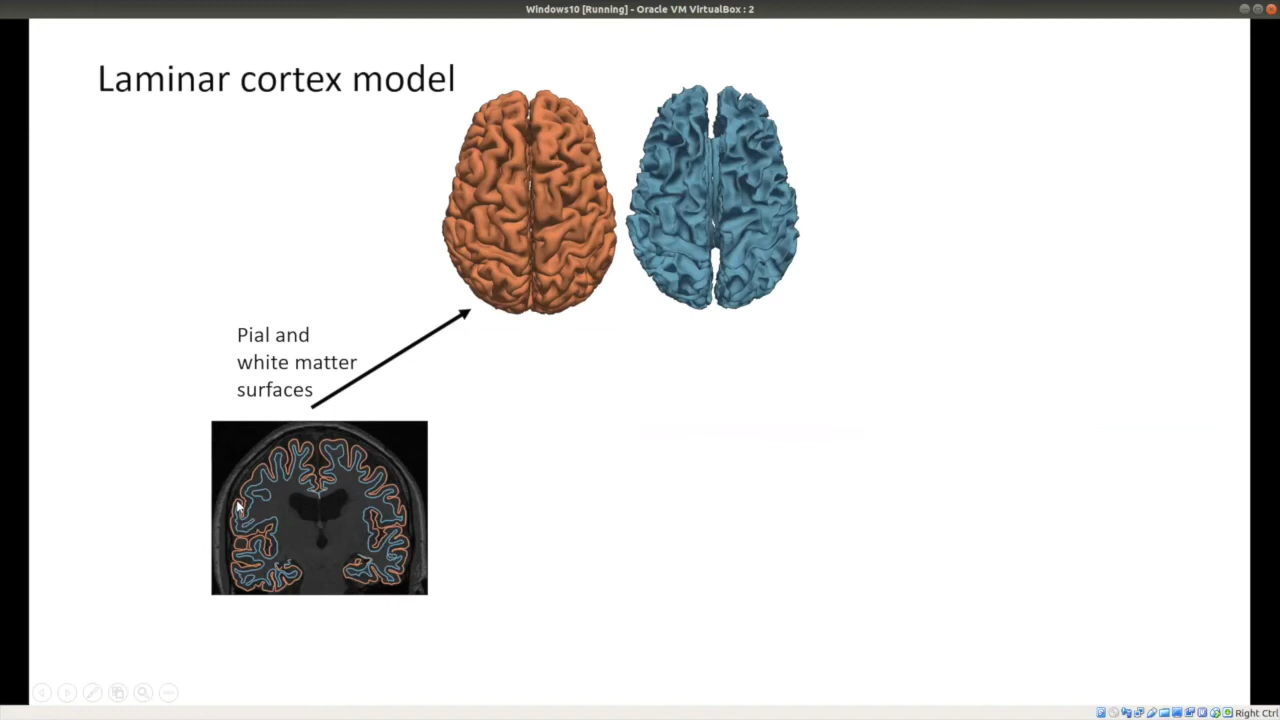 Windows10 [Running] - Oracle VM VirtualBox : 2
Laminar cortex model
Pial and
white matter
surfaces
Right Ctrl